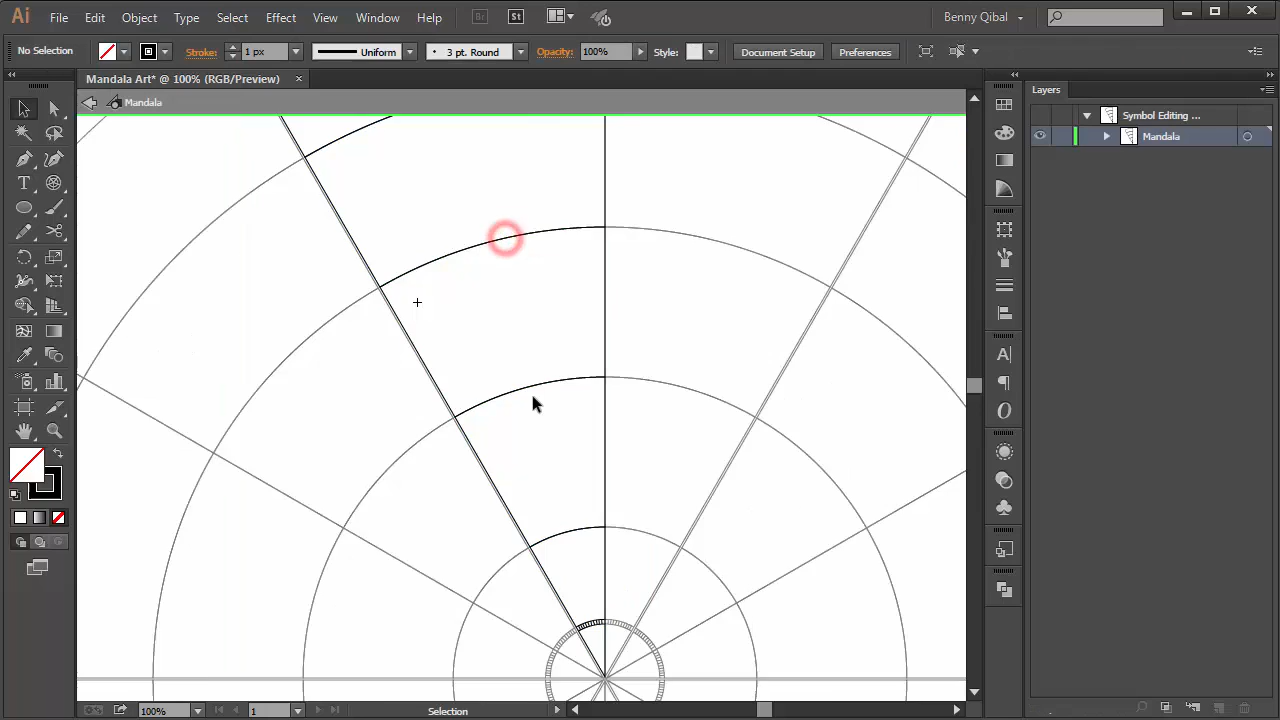 Ai File Edit Object Type Select Effect View Window Help Br St Benny Qibal
No Selection Stroke: 1 px Uniform 3 pt. Round Opacity: 100% Style: Document Setup Preferences
Mandala Art* @ 100% (RGB/Preview) ×
Mandala
Layers
Symbol Editing ...
Mandala
100% 1 Selection